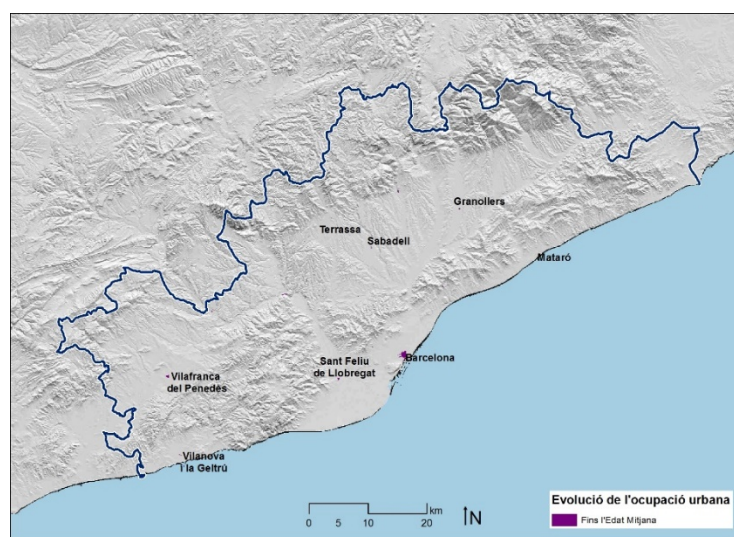 Granollers
Terrassa
Sabadell
Mataró
Sant Feliu
de Llobregat
Barcelona
Vilafranca
del Penedès
Vilanova
i la Geltrú
km
0 5 10 20
N
Evolució de l'ocupació urbana
Fins l'Edat Mitjana